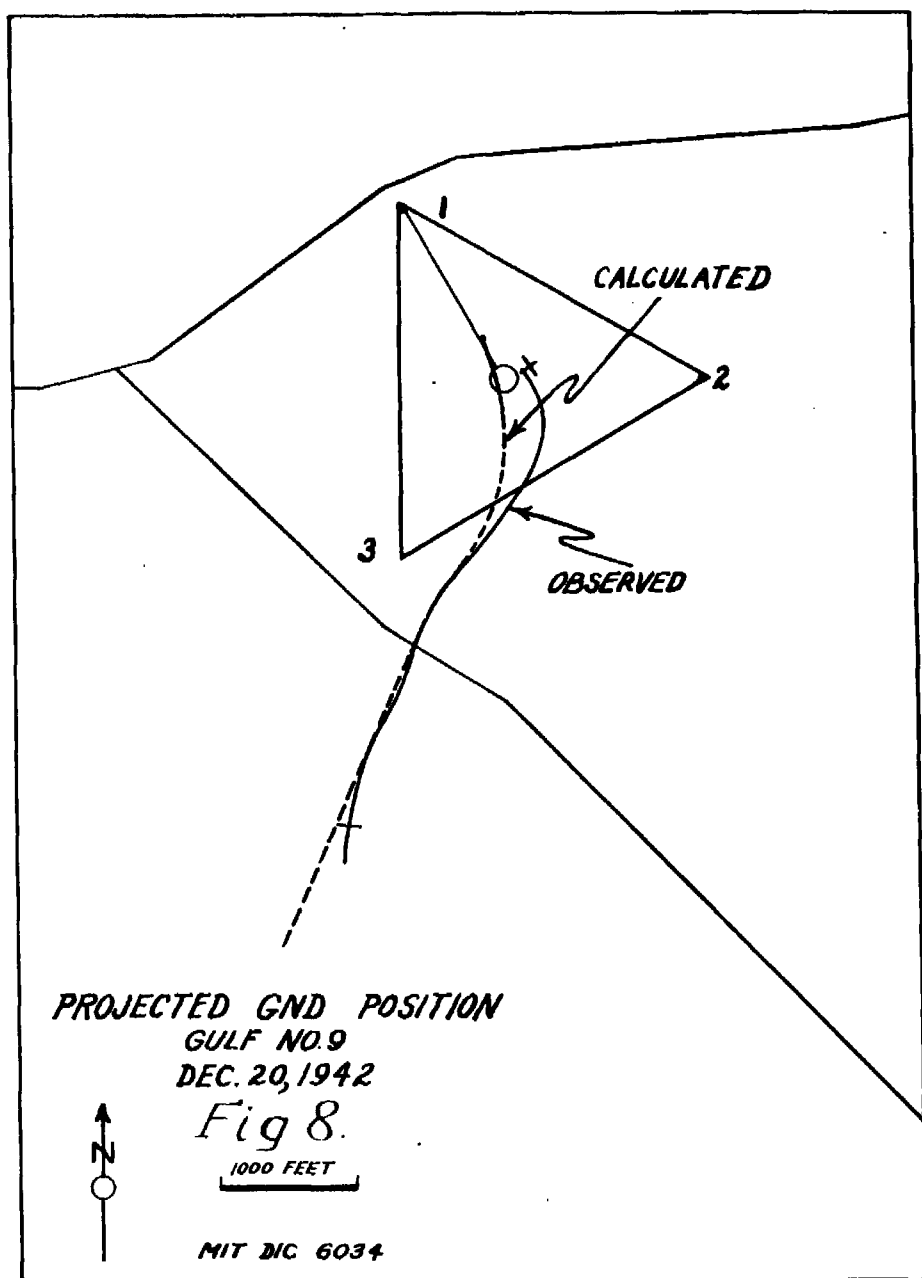 1
CALCULATED
2
3
OBSERVED
PROJECTED GND POSITION
GULF NO.9
DEC. 20, 1942
Fig 8.
N
1000 FEET
MIT DIC 6034